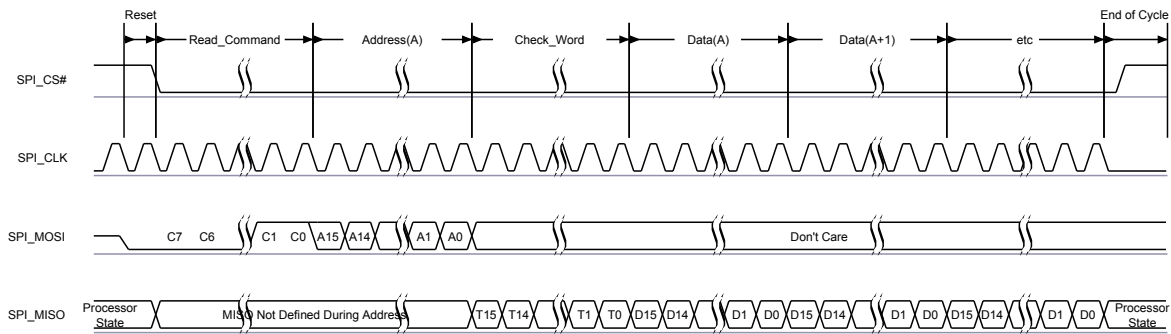 Reset
End of Cycle
Read_Command Address(A) Check_Word Data(A) Data(A+1) etc
SPI_CS#
SPI_CLK
SPI_MOSI C7 C6 C1 C0 A15 A14 A1 A0 Don't Care
SPI_MISO Processor State MISO Not Defined During Address T15 T14 T1 T0 D15 D14 D1 D0 D15 D14 D1 D0 D15 D14 D1 D0 Processor State